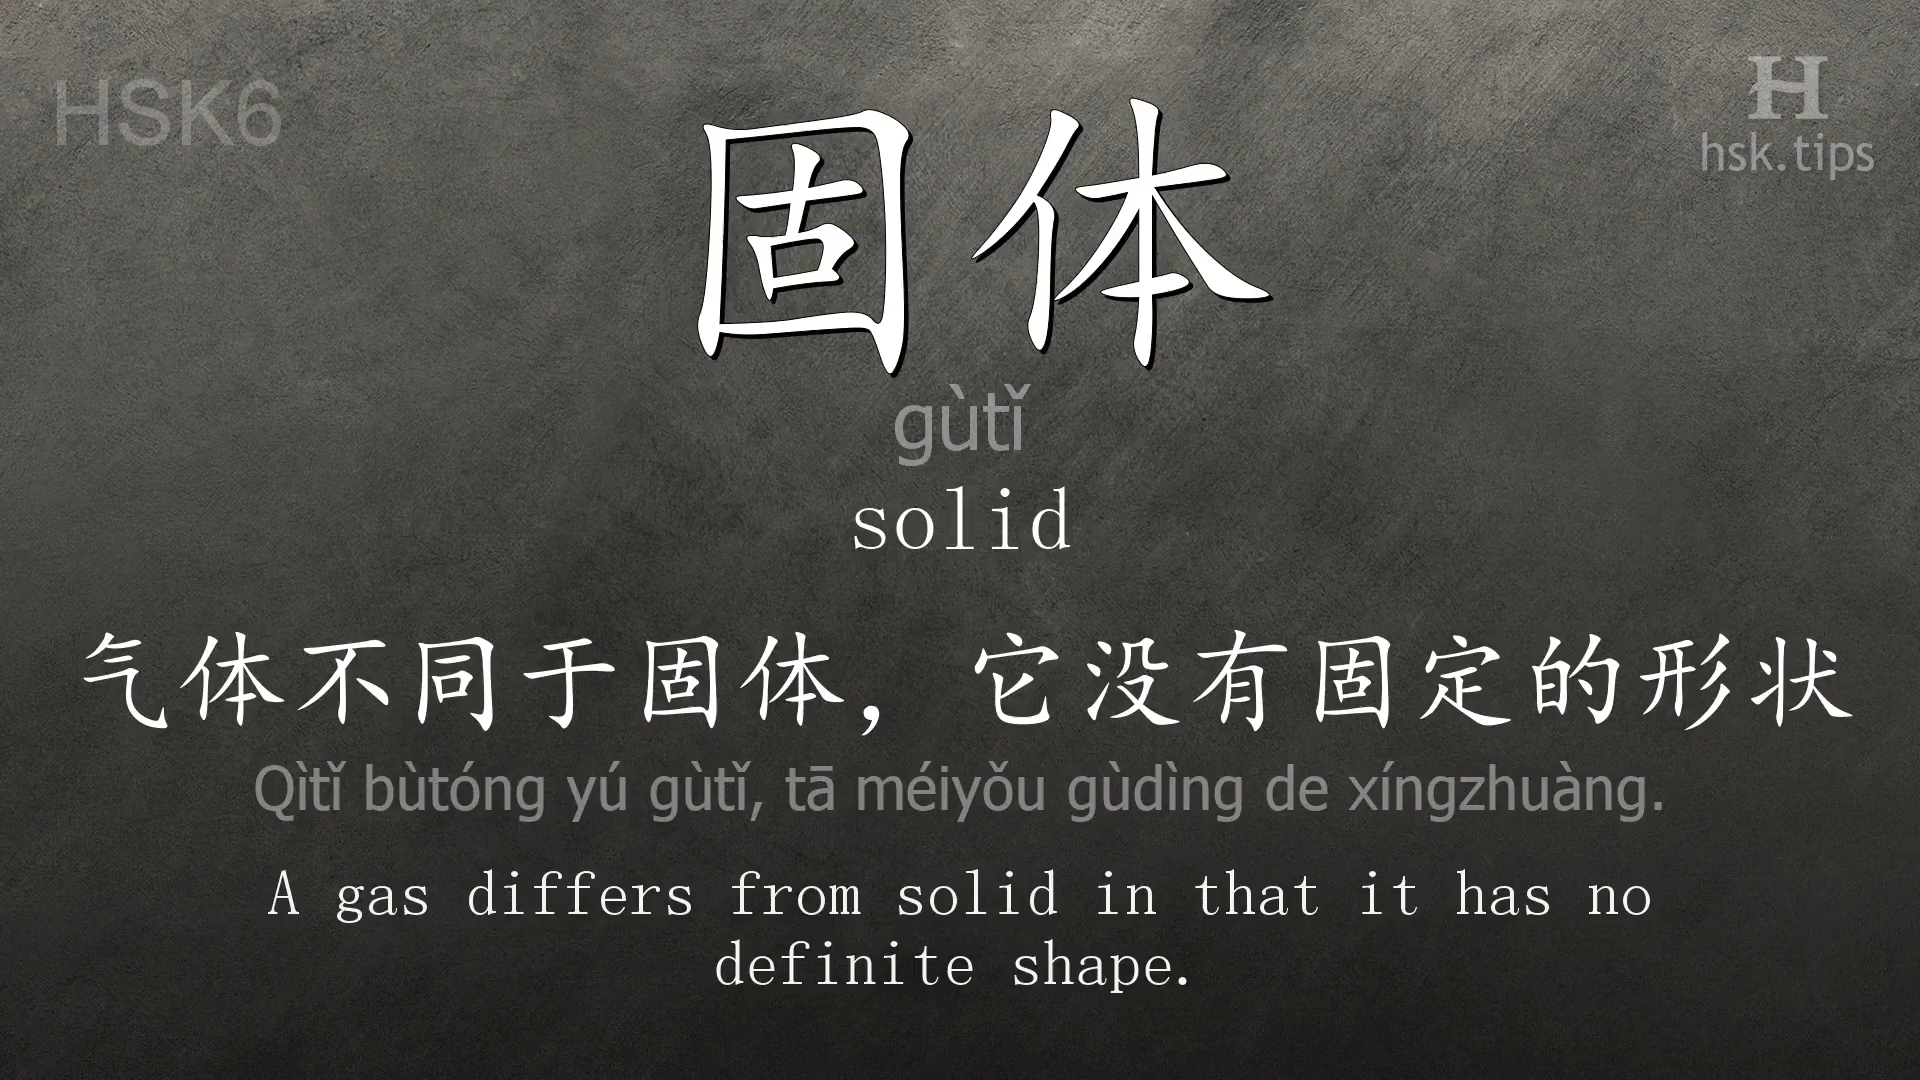 HSK6
H
hsk.tips
固体
gùtǐ
solid
气体不同于固体，它没有固定的形状
Qìtǐ bùtóng yú gùtǐ, tā méiyǒu gùdìng de xíngzhuàng.
A gas differs from solid in that it has no
definite shape.